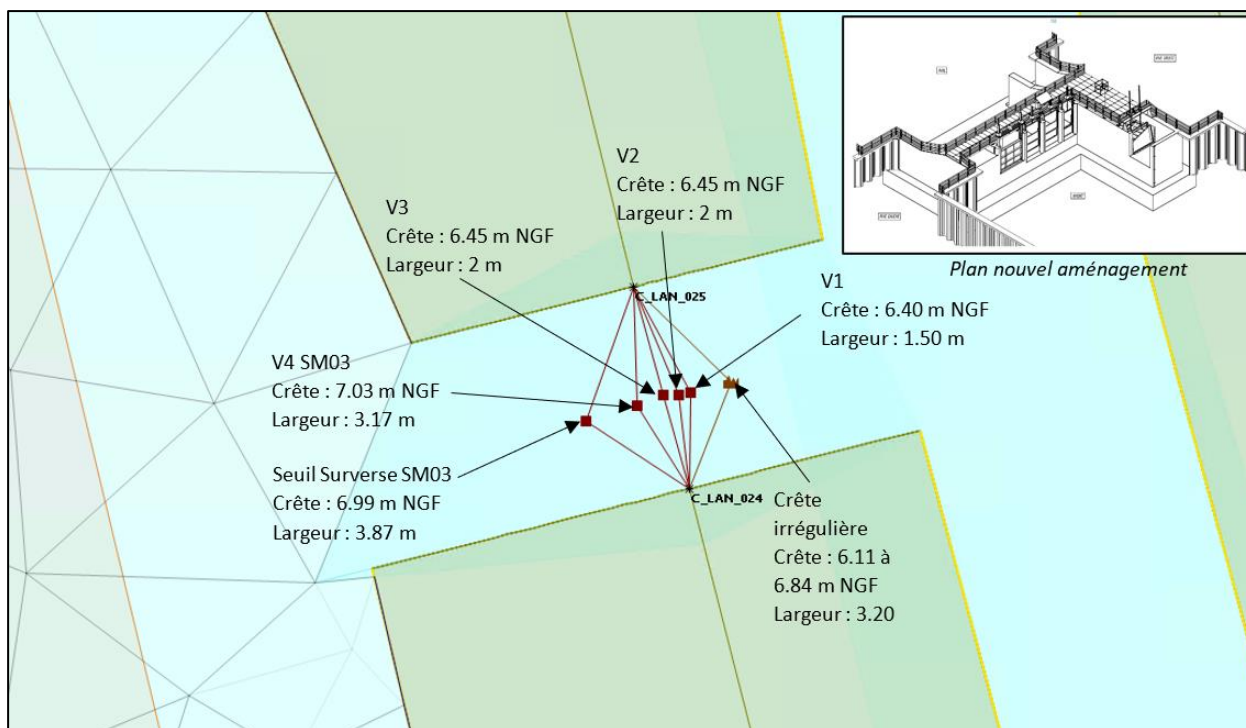 Plan nouvel aménagement
V2
Crête : 6.45 m NGF
Largeur : 2 m
V3
Crête : 6.45 m NGF
Largeur : 2 m
V1
Crête : 6.40 m NGF
Largeur : 1.50 m
C_LAN_025
V4 SM03
Crête : 7.03 m NGF
Largeur : 3.17 m
Seuil Surverse SM03
Crête : 6.99 m NGF
Largeur : 3.87 m
C_LAN_024
Crête
irrégulière
Crête : 6.11 à
6.84 m NGF
Largeur : 3.20